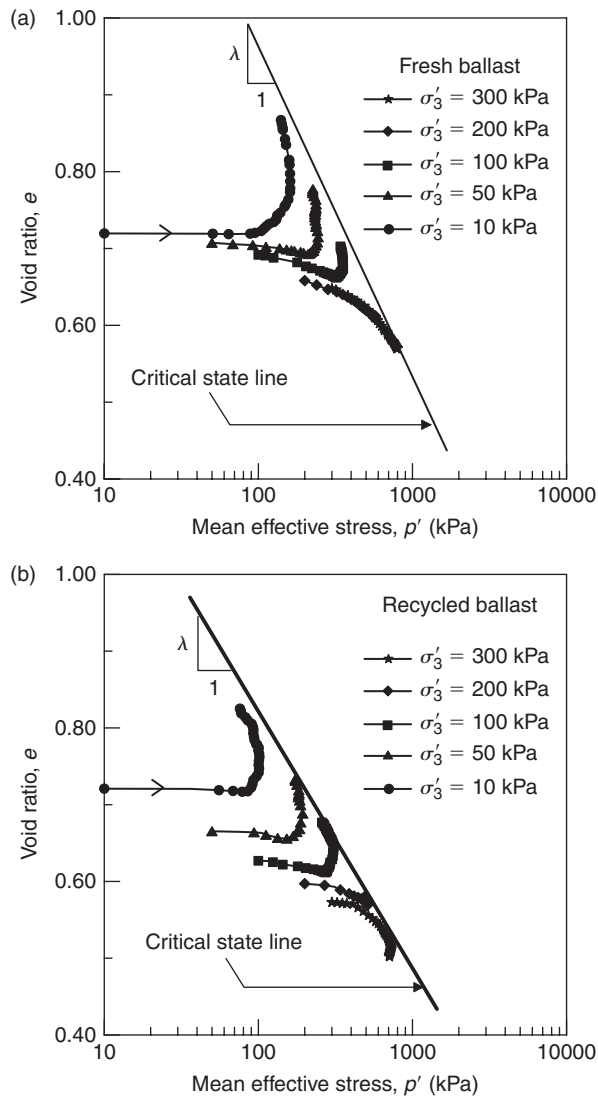 (a)
1.00
λ
1
Fresh ballast
σ′₃ = 300 kPa
σ′₃ = 200 kPa
σ′₃ = 100 kPa
σ′₃ = 50 kPa
σ′₃ = 10 kPa
0.80
Void ratio, e
0.60
Critical state line
0.40
10 100 1000 10000
Mean effective stress, p′ (kPa)
(b)
1.00
λ
1
Recycled ballast
σ′₃ = 300 kPa
σ′₃ = 200 kPa
σ′₃ = 100 kPa
σ′₃ = 50 kPa
σ′₃ = 10 kPa
0.80
Void ratio, e
0.60
Critical state line
0.40
10 100 1000 10000
Mean effective stress, p′ (kPa)